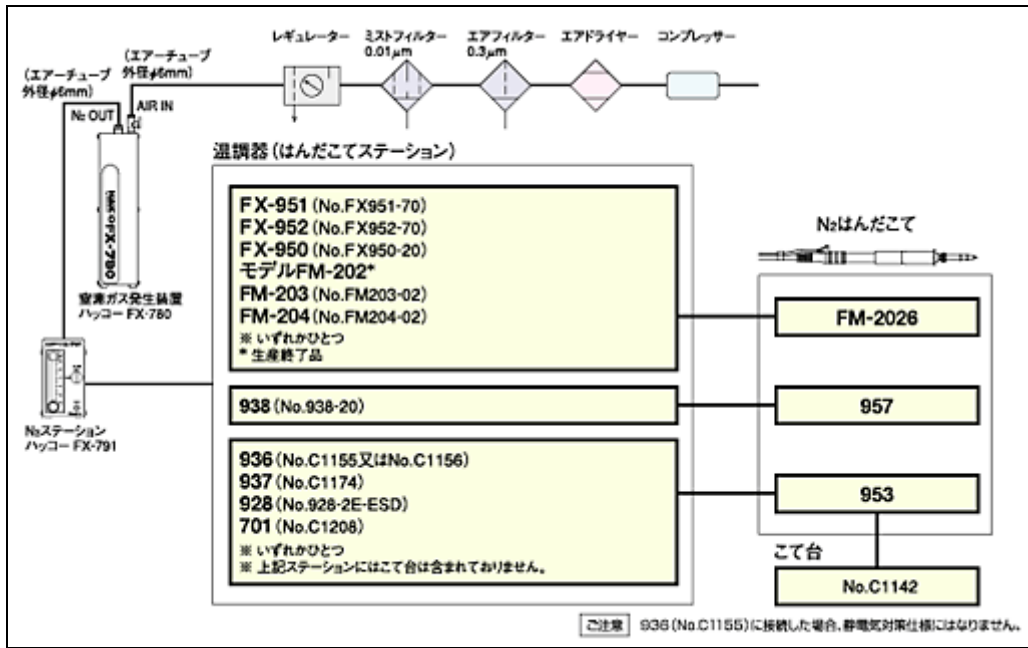 レギュレーター
ミストフィルター
0.01μm
エアフィルター
0.3μm
エアドライヤー
コンプレッサー
(エアーチューブ
外径φ6mm)
(エアーチューブ
外径φ6mm)
N₂ OUT
AIR IN
HAKKO FX-780
窒素ガス発生装置
ハッコー FX-780
N₂ステーション
ハッコー FX-791
温調器(はんだこてステーション)
FX-951(No.FX951-70)
FX-952(No.FX952-70)
FX-950(No.FX950-20)
モデルFM-202*
FM-203(No.FM203-02)
FM-204(No.FM204-02)
※ いずれかひとつ
* 生産終了品
938(No.938-20)
936(No.C1155又はNo.C1156)
937(No.C1174)
928(No.928-2E-ESD)
701(No.C1208)
※ いずれかひとつ
※ 上記ステーションにはこて台は含まれておりません。
N₂はんだこて
FM-2026
957
953
こて台
No.C1142
ご注意 936(No.C1155)に接続した場合、静電気対策仕様にはなりません。